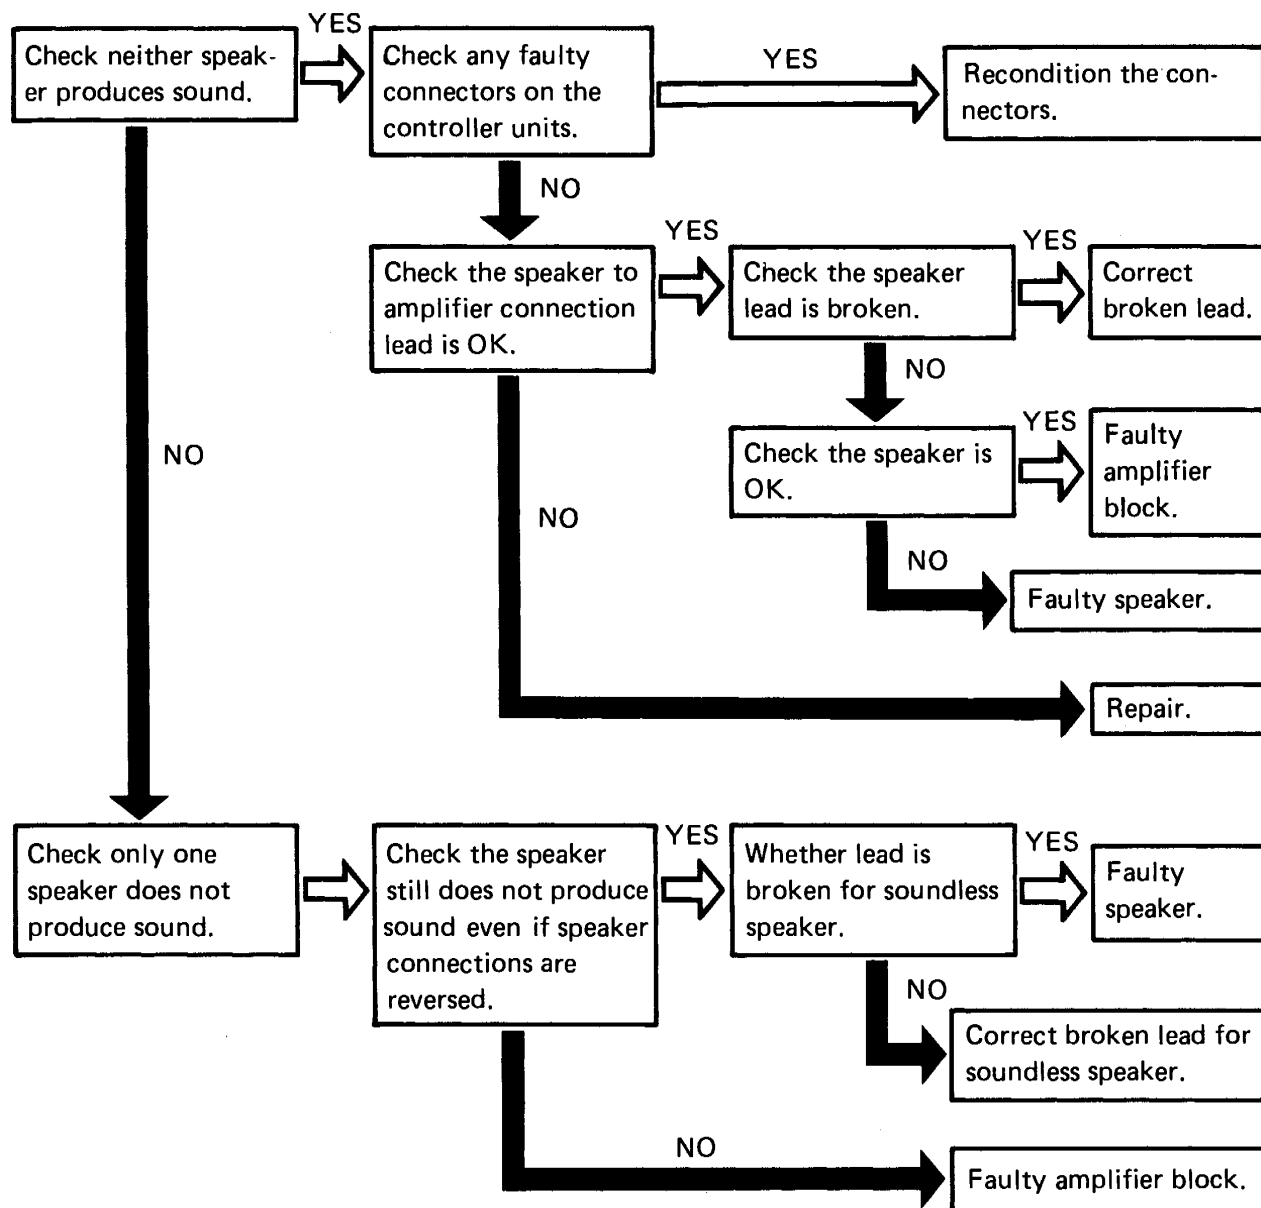 YES
Check neither speak-
er produces sound.
Check any faulty
connectors on the
controller units.
YES
Recondition the con-
nectors.
NO
Check the speaker to
amplifier connection
lead is OK.
YES
Check the speaker
lead is broken.
YES
Correct
broken lead.
NO
Check the speaker is
OK.
YES
Faulty
amplifier
block.
NO
NO
NO
Faulty speaker.
Repair.
Check only one
speaker does not
produce sound.
Check the speaker
still does not produce
sound even if speaker
connections are
reversed.
YES
Whether lead is
broken for soundless
speaker.
YES
Faulty
speaker.
NO
Correct broken lead for
soundless speaker.
NO
Faulty amplifier block.